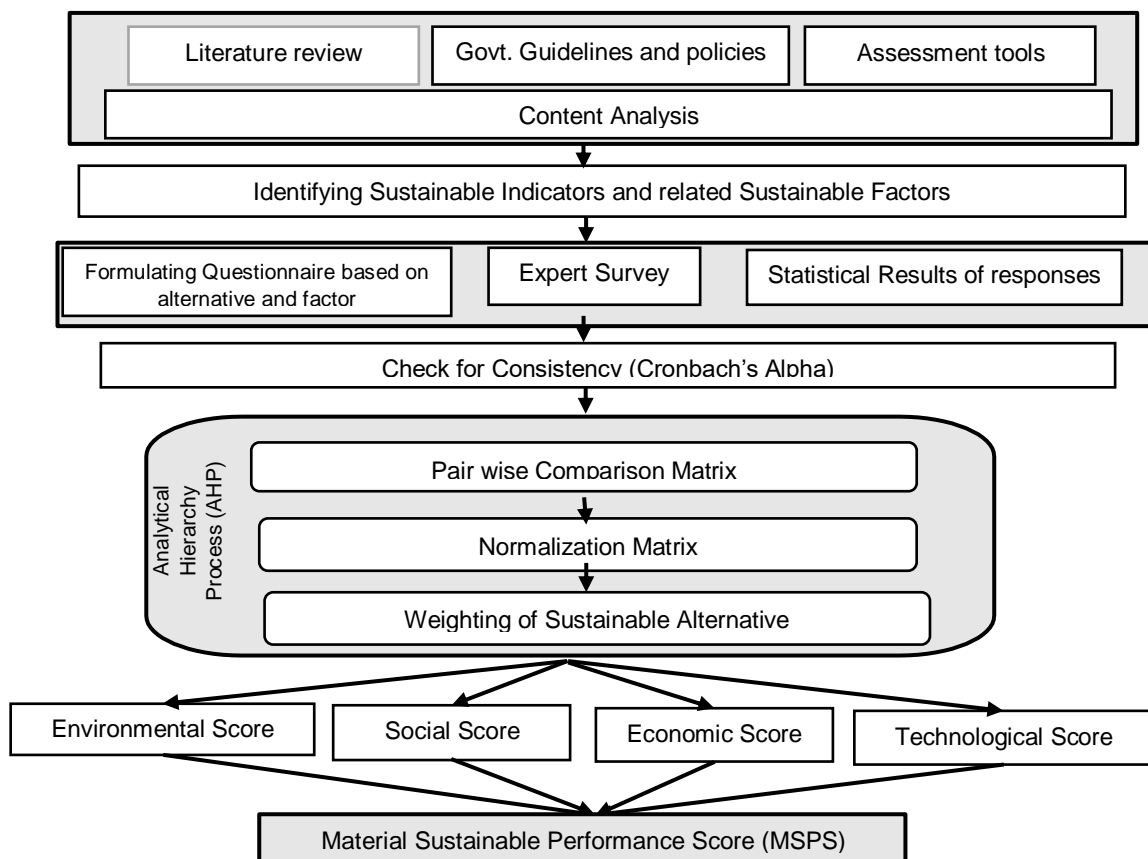 Literature review
Govt. Guidelines and policies
Assessment tools
Content Analysis
Identifying Sustainable Indicators and related Sustainable Factors
Formulating Questionnaire based on
alternative and factor
Expert Survey
Statistical Results of responses
Check for Consistency (Cronbach's Alpha)
Analytical
Hierarchy
Process (AHP)
Pair wise Comparison Matrix
Normalization Matrix
Weighting of Sustainable Alternative
Environmental Score
Social Score
Economic Score
Technological Score
Material Sustainable Performance Score (MSPS)